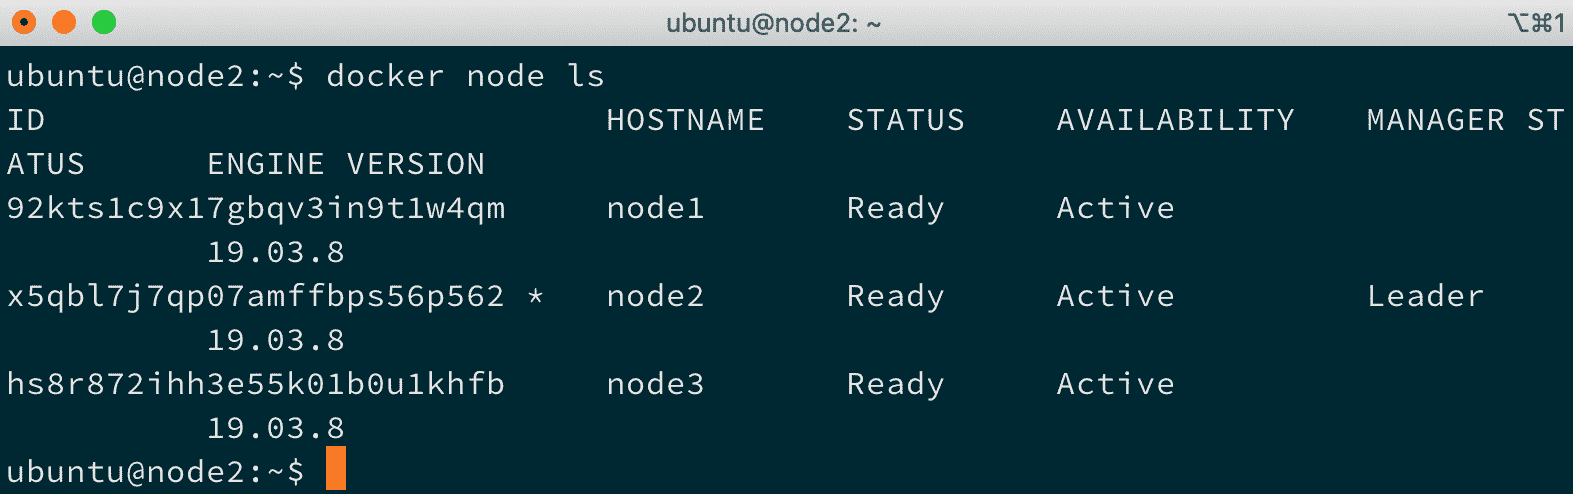 ubuntu@node2: ~ ⌥⌘1
ubuntu@node2:~$ docker node ls
ID HOSTNAME STATUS AVAILABILITY MANAGER ST
ATUS ENGINE VERSION
92kts1c9x17gbqv3in9t1w4qm node1 Ready Active
19.03.8
x5qbl7j7qp07amffbps56p562 * node2 Ready Active Leader
19.03.8
hs8r872ihh3e55k01b0u1khfb node3 Ready Active
19.03.8
ubuntu@node2:~$